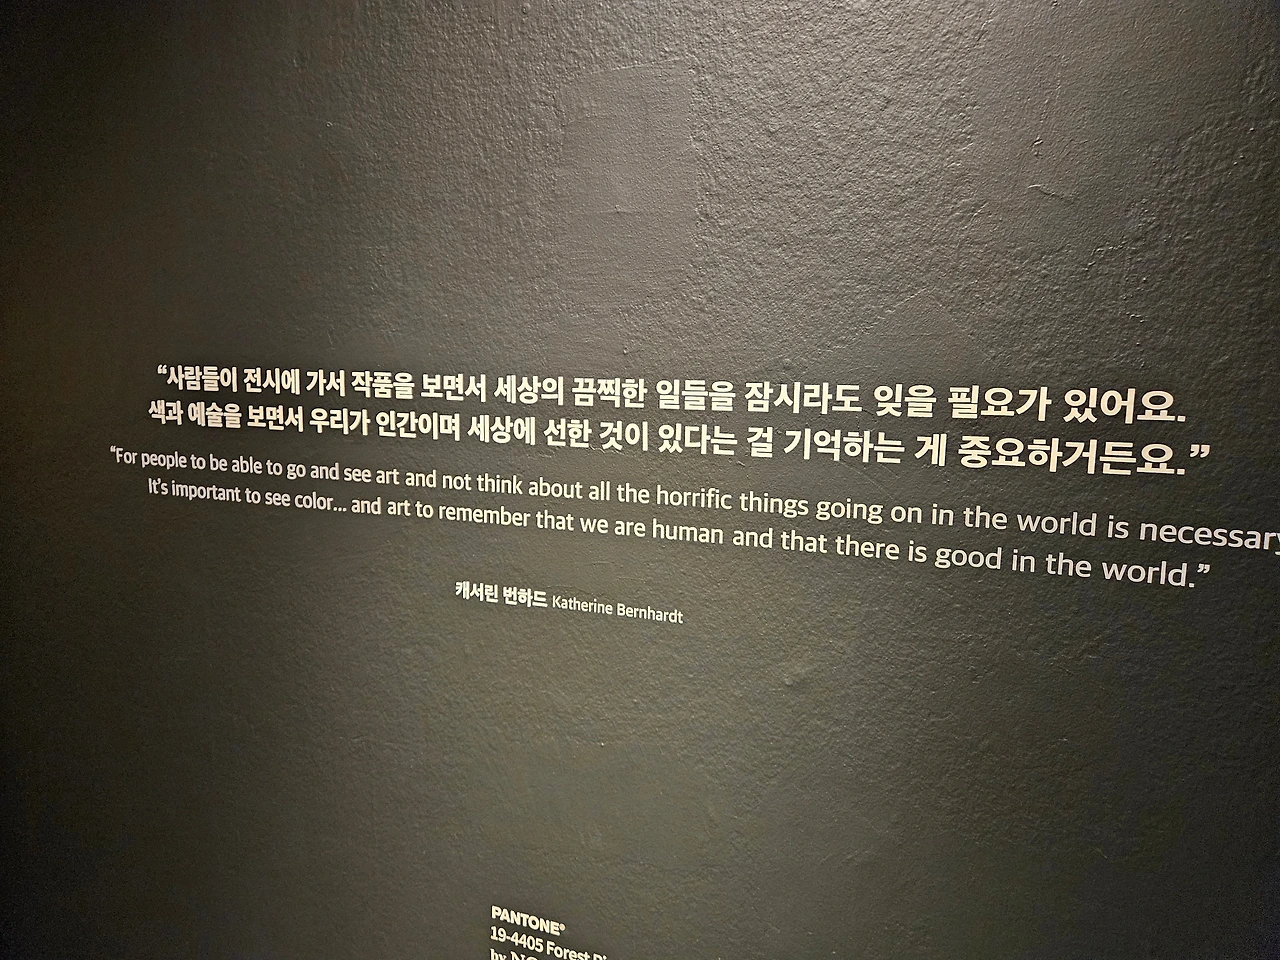 “사람들이 전시에 가서 작품을 보면서 세상의 끔찍한 일들을 잠시라도 잊을 필요가 있어요.
색과 예술을 보면서 우리가 인간이며 세상에 선한 것이 있다는 걸 기억하는 게 중요하거든요.”
“For people to be able to go and see art and not think about all the horrific things going on in the world is necessary
It’s important to see color... and art to remember that we are human and that there is good in the world.”
캐서린 번하드 Katherine Bernhardt
PANTONE®
19-4405 Forest
by